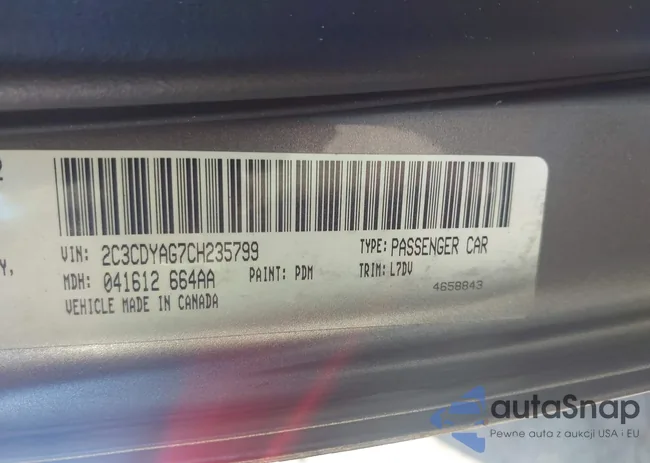 2
Y,
VIN: 2C3CDYAG7CH235799
TYPE: PASSENGER CAR
MDH: 041612 664AA
PAINT: PDM
TRIM: L7DV
VEHICLE MADE IN CANADA
4658843
autaSnap
Pewne auta z aukcji USA i EU